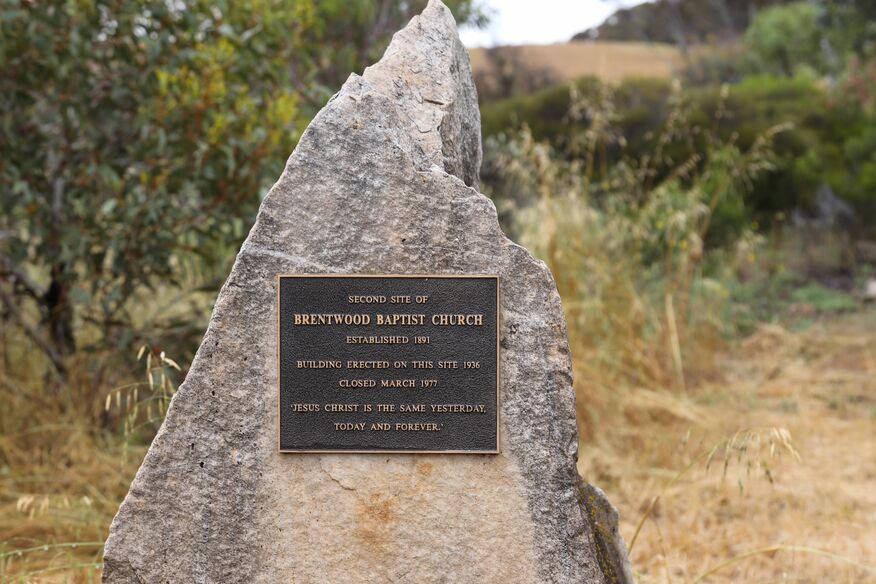 SECOND SITE OF
BRENTWOOD BAPTIST CHURCH
ESTABLISHED 1891
BUILDING ERECTED ON THIS SITE 1936
CLOSED MARCH 1977
'JESUS CHRIST IS THE SAME YESTERDAY,
TODAY AND FOREVER.'